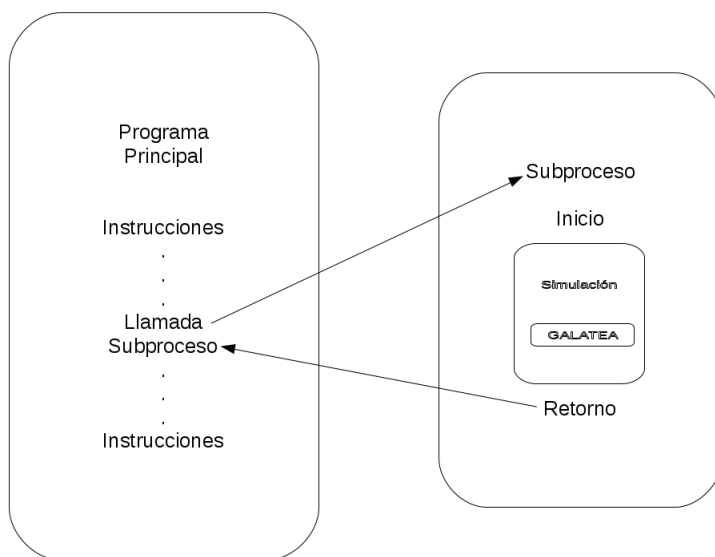 Programa
Principal
Instrucciones
.
.
.
Llamada
Subproceso
.
.
.
Instrucciones
Subproceso
Inicio
Simulación
GALATEA
Retorno